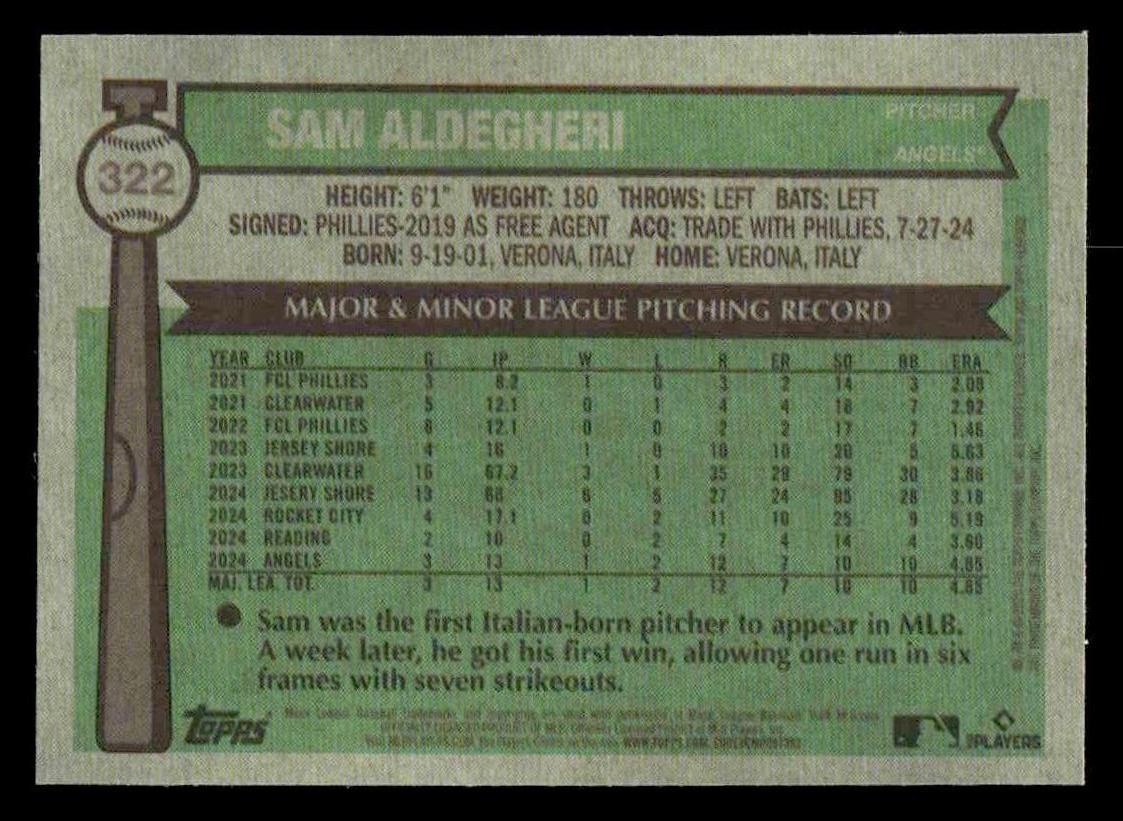 SAM ALDEGHERI
PITCHER
ANGELS
322
HEIGHT: 6'1" WEIGHT: 180 THROWS: LEFT BATS: LEFT
SIGNED: PHILLIES-2019 AS FREE AGENT ACQ: TRADE WITH PHILLIES, 7-27-24
BORN: 9-19-01, VERONA, ITALY HOME: VERONA, ITALY
MAJOR & MINOR LEAGUE PITCHING RECORD
YEAR CLUB G IP W L R ER SO BB ERA
2021 FCL PHILLIES 3 8.2 1 0 3 2 14 3 2.08
2021 CLEARWATER 5 12.1 0 1 4 4 18 7 2.92
2022 FCL PHILLIES 12.1 0 0 2 2 17 7 1.46
2023 JERSEY SHORE 4 16 1 0 10 10 20 5 5.63
2023 CLEARWATER 16 67.2 3 1 35 29 79 30 3.86
2024 JESERY SHORE 13 68 6 5 27 24 85 28 3.18
2024 ROCKET CITY 4 17.1 0 2 11 10 25 9 5.19
2024 READING 2 10 0 2 7 4 14 4 3.60
2024 ANGELS 3 13 1 2 12 7 10 10 4.85
MAJ. LEA. TOT. 3 13 1 2 12 7 10 10 4.85
Sam was the first Italian-born pitcher to appear in MLB.
A week later, he got his first win, allowing one run in six
frames with seven strikeouts.
TOPPS
PLAYERS